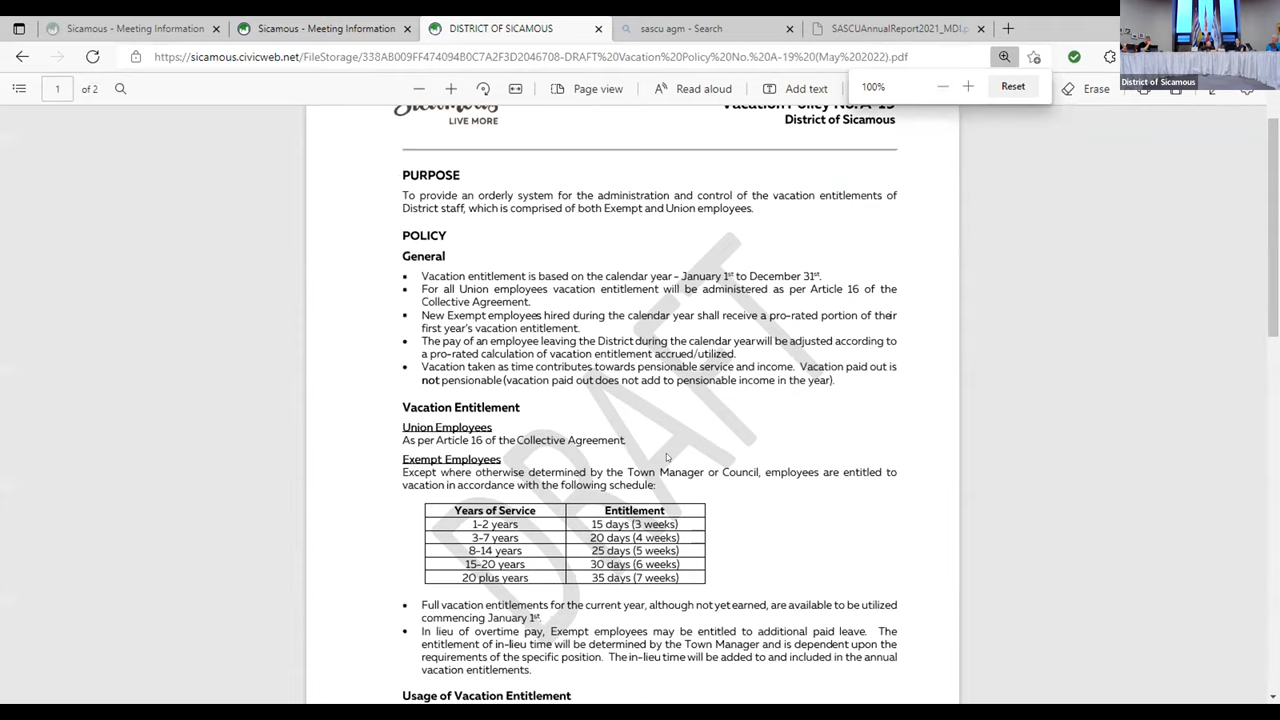 Sicamous - Meeting Information
Sicamous - Meeting Information
DISTRICT OF SICAMOUS
sascu agm - Search
SASCUAnnualReport2021_MDI.p
https://sicamous.civicweb.net/FileStorage/338AB009FF474094B0C7A2F3D2046708-DRAFT%20Vacation%20Policy%20No.%20A-19%20(May%202022).pdf
District of Sicamous
1 of 2
Page view
Read aloud
Add text
100%
Reset
Erase
Sicamous
LIVE MORE
Vacation Policy No. A-19
District of Sicamous
PURPOSE
To provide an orderly system for the administration and control of the vacation entitlements of
District staff, which is comprised of both Exempt and Union employees.
POLICY
General
▪ Vacation entitlement is based on the calendar year – January 1st to December 31st.
▪ For all Union employees vacation entitlement will be administered as per Article 16 of the
Collective Agreement.
▪ New Exempt employees hired during the calendar year shall receive a pro-rated portion of their
first year's vacation entitlement.
▪ The pay of an employee leaving the District during the calendar year will be adjusted according to
a pro-rated calculation of vacation entitlement accrued/utilized.
▪ Vacation taken as time contributes towards pensionable service and income. Vacation paid out is
not pensionable (vacation paid out does not add to pensionable income in the year).
Vacation Entitlement
Union Employees
As per Article 16 of the Collective Agreement.
Exempt Employees
Except where otherwise determined by the Town Manager or Council, employees are entitled to
vacation in accordance with the following schedule:
Years of Service Entitlement
1-2 years 15 days (3 weeks)
3-7 years 20 days (4 weeks)
8-14 years 25 days (5 weeks)
15-20 years 30 days (6 weeks)
20 plus years 35 days (7 weeks)
• Full vacation entitlements for the current year, although not yet earned, are available to be utilized
commencing January 1st.
• In lieu of overtime pay, Exempt employees may be entitled to additional paid leave. The
entitlement of in-lieu time will be determined by the Town Manager and is dependent upon the
requirements of the specific position. The in-lieu time will be added to and included in the annual
vacation entitlements.
Usage of Vacation Entitlement
DRAFT